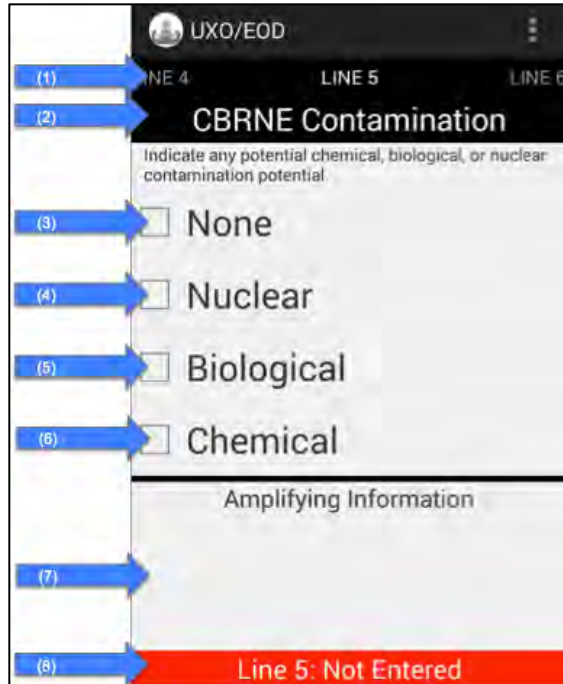 UXO/EOD
(1) INE 4 LINE 5 LINE 6
(2) CBRNE Contamination
Indicate any potential chemical, biological, or nuclear
contamination potential
(3) None
(4) Nuclear
(5) Biological
(6) Chemical
Amplifying Information
(7)
(8) Line 5: Not Entered